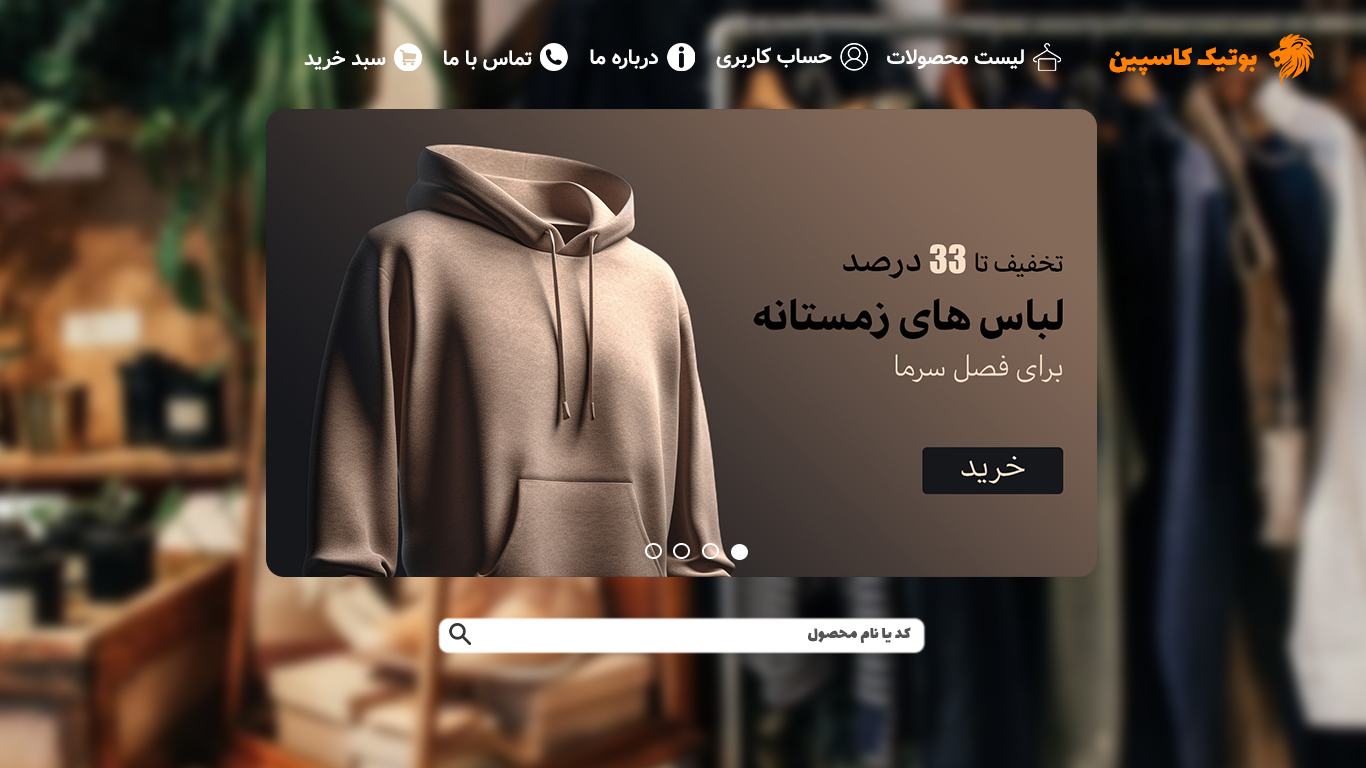 بوتیک کاسپین
لیست محصولات
حساب کاربری
درباره ما
تماس با ما
سبد خرید
تخفیف تا 33 درصد
لباس های زمستانه
برای فصل سرما
خرید
کد یا نام محصول